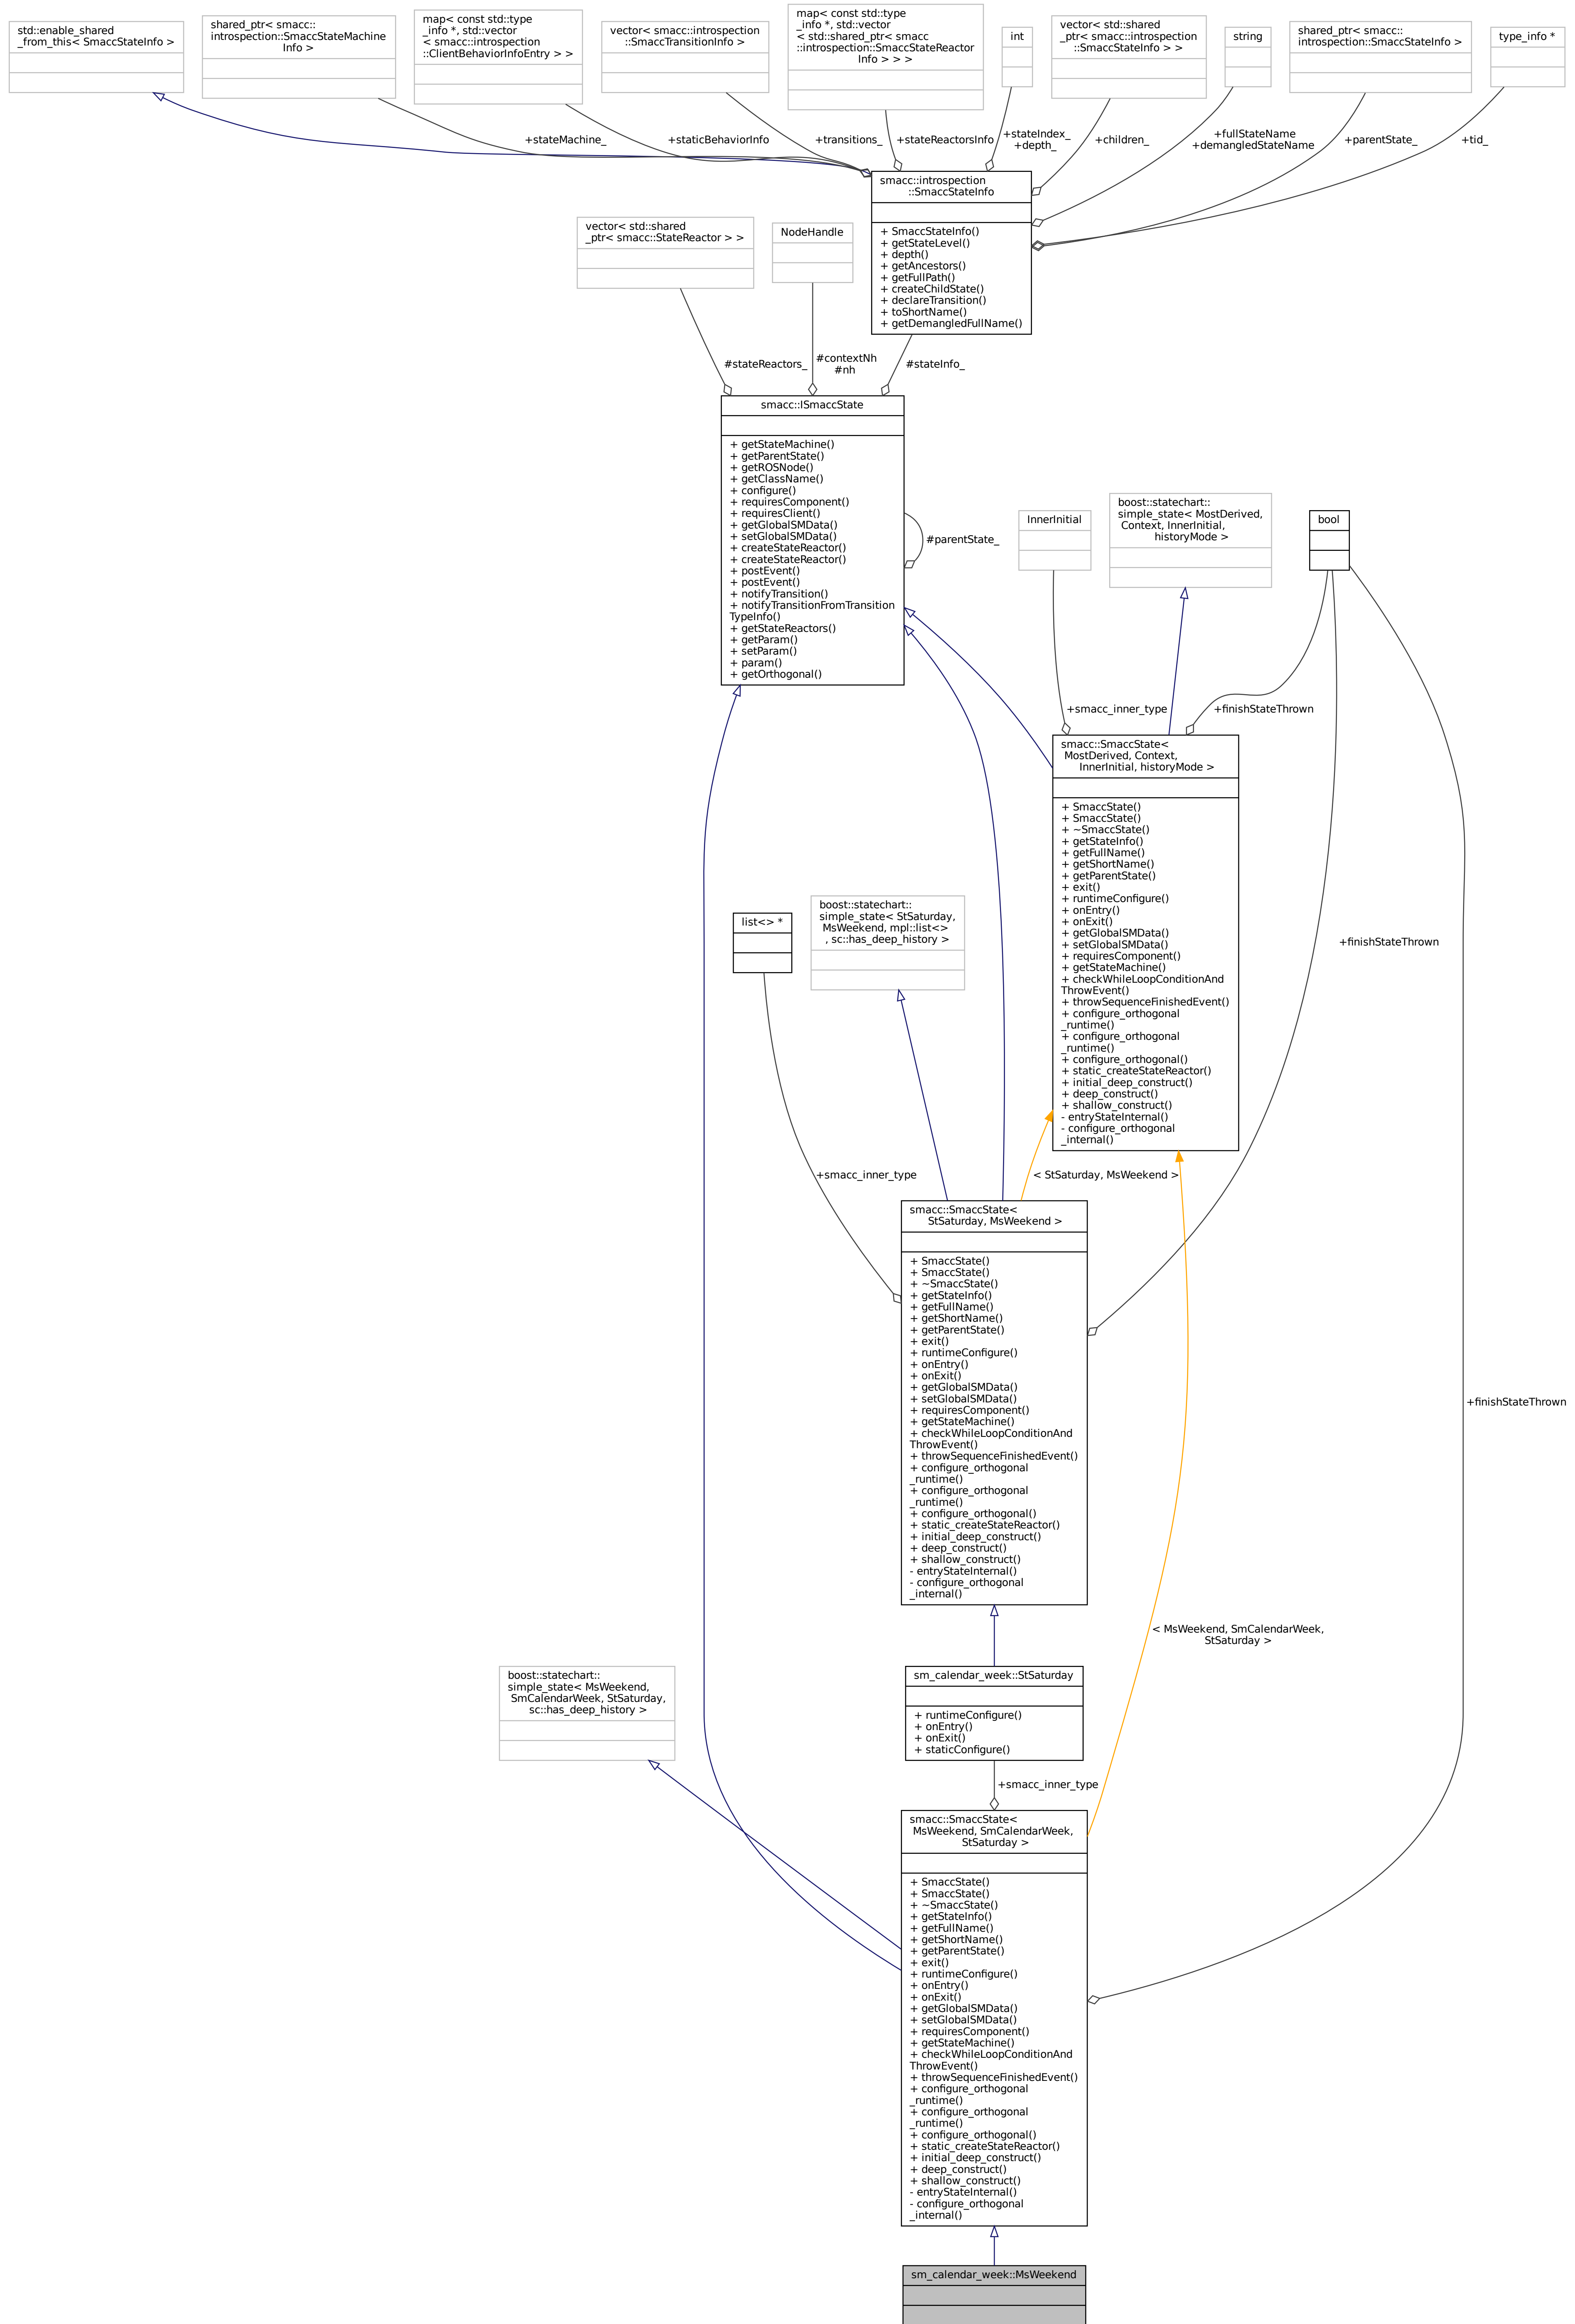 std::enable_shared
_from_this< SmaccStateInfo >
shared_ptr< smacc::
introspection::SmaccStateMachine
Info >
map< const std::type
_info *, std::vector
< smacc::introspection
::ClientBehaviorInfoEntry > >
vector< smacc::introspection
::SmaccTransitionInfo >
map< const std::type
_info *, std::vector
< std::shared_ptr< smacc
::introspection::SmaccStateReactor
Info > > >
int
vector< std::shared
_ptr< smacc::introspection
::SmaccStateInfo > >
string
shared_ptr< smacc::
introspection::SmaccStateInfo >
type_info *
+stateMachine_
+staticBehaviorInfo
+transitions_
+stateReactorsInfo
+stateIndex_
+depth_
+children_
+fullStateName
+demangledStateName
+parentState_
+tid_
smacc::introspection
::SmaccStateInfo
+ SmaccStateInfo()
+ getStateLevel()
+ depth()
+ getAncestors()
+ getFullPath()
+ createChildState()
+ declareTransition()
+ toShortName()
+ getDemangledFullName()
vector< std::shared
_ptr< smacc::StateReactor > >
NodeHandle
#stateReactors_
#contextNh
#nh
#stateInfo_
smacc::ISmaccState
+ getStateMachine()
+ getParentState()
+ getROSNode()
+ getClassName()
+ configure()
+ requiresComponent()
+ requiresClient()
+ getGlobalSMData()
+ setGlobalSMData()
+ createStateReactor()
+ createStateReactor()
+ postEvent()
+ postEvent()
+ notifyTransition()
+ notifyTransitionFromTransition
TypeInfo()
+ getStateReactors()
+ getParam()
+ setParam()
+ param()
+ getOrthogonal()
#parentState_
InnerInitial
boost::statechart::
simple_state< MostDerived,
Context, InnerInitial,
historyMode >
bool
+smacc_inner_type
+finishStateThrown
smacc::SmaccState<
MostDerived, Context,
InnerInitial, historyMode >
+ SmaccState()
+ SmaccState()
+ ~SmaccState()
+ getStateInfo()
+ getFullName()
+ getShortName()
+ getParentState()
+ exit()
+ runtimeConfigure()
+ onEntry()
+ onExit()
+ getGlobalSMData()
+ setGlobalSMData()
+ requiresComponent()
+ getStateMachine()
+ checkWhileLoopConditionAnd
ThrowEvent()
+ throwSequenceFinishedEvent()
+ configure_orthogonal
_runtime()
+ configure_orthogonal
_runtime()
+ configure_orthogonal()
+ static_createStateReactor()
+ initial_deep_construct()
+ deep_construct()
+ shallow_construct()
- entryStateInternal()
- configure_orthogonal
_internal()
list<> *
boost::statechart::
simple_state< StSaturday,
MsWeekend, mpl::list<>
, sc::has_deep_history >
+finishStateThrown
+smacc_inner_type
< StSaturday, MsWeekend >
smacc::SmaccState<
StSaturday, MsWeekend >
+ SmaccState()
+ SmaccState()
+ ~SmaccState()
+ getStateInfo()
+ getFullName()
+ getShortName()
+ getParentState()
+ exit()
+ runtimeConfigure()
+ onEntry()
+ onExit()
+ getGlobalSMData()
+ setGlobalSMData()
+ requiresComponent()
+ getStateMachine()
+ checkWhileLoopConditionAnd
ThrowEvent()
+ throwSequenceFinishedEvent()
+ configure_orthogonal
_runtime()
+ configure_orthogonal
_runtime()
+ configure_orthogonal()
+ static_createStateReactor()
+ initial_deep_construct()
+ deep_construct()
+ shallow_construct()
- entryStateInternal()
- configure_orthogonal
_internal()
+finishStateThrown
< MsWeekend, SmCalendarWeek,
StSaturday >
boost::statechart::
simple_state< MsWeekend,
SmCalendarWeek, StSaturday,
sc::has_deep_history >
sm_calendar_week::StSaturday
+ runtimeConfigure()
+ onEntry()
+ onExit()
+ staticConfigure()
+smacc_inner_type
smacc::SmaccState<
MsWeekend, SmCalendarWeek,
StSaturday >
+ SmaccState()
+ SmaccState()
+ ~SmaccState()
+ getStateInfo()
+ getFullName()
+ getShortName()
+ getParentState()
+ exit()
+ runtimeConfigure()
+ onEntry()
+ onExit()
+ getGlobalSMData()
+ setGlobalSMData()
+ requiresComponent()
+ getStateMachine()
+ checkWhileLoopConditionAnd
ThrowEvent()
+ throwSequenceFinishedEvent()
+ configure_orthogonal
_runtime()
+ configure_orthogonal
_runtime()
+ configure_orthogonal()
+ static_createStateReactor()
+ initial_deep_construct()
+ deep_construct()
+ shallow_construct()
- entryStateInternal()
- configure_orthogonal
_internal()
sm_calendar_week::MsWeekend